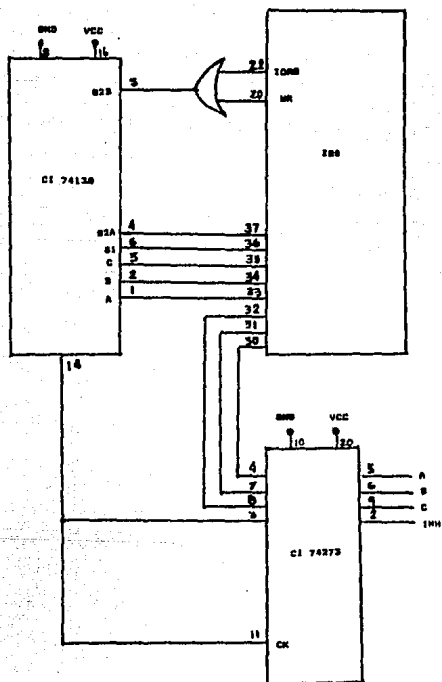 GND VCC
8 16
G2B 5
22 IORQ
20 WR
CI 74138
Z80
G2A 4 37
G1 6 36
C 3 35
B 2 34
A 1 33
32
31
30
14
GND VCC
10 20
4 5 A
7 6 B
8 9 C
3 2 INH
CI 74273
11 CK